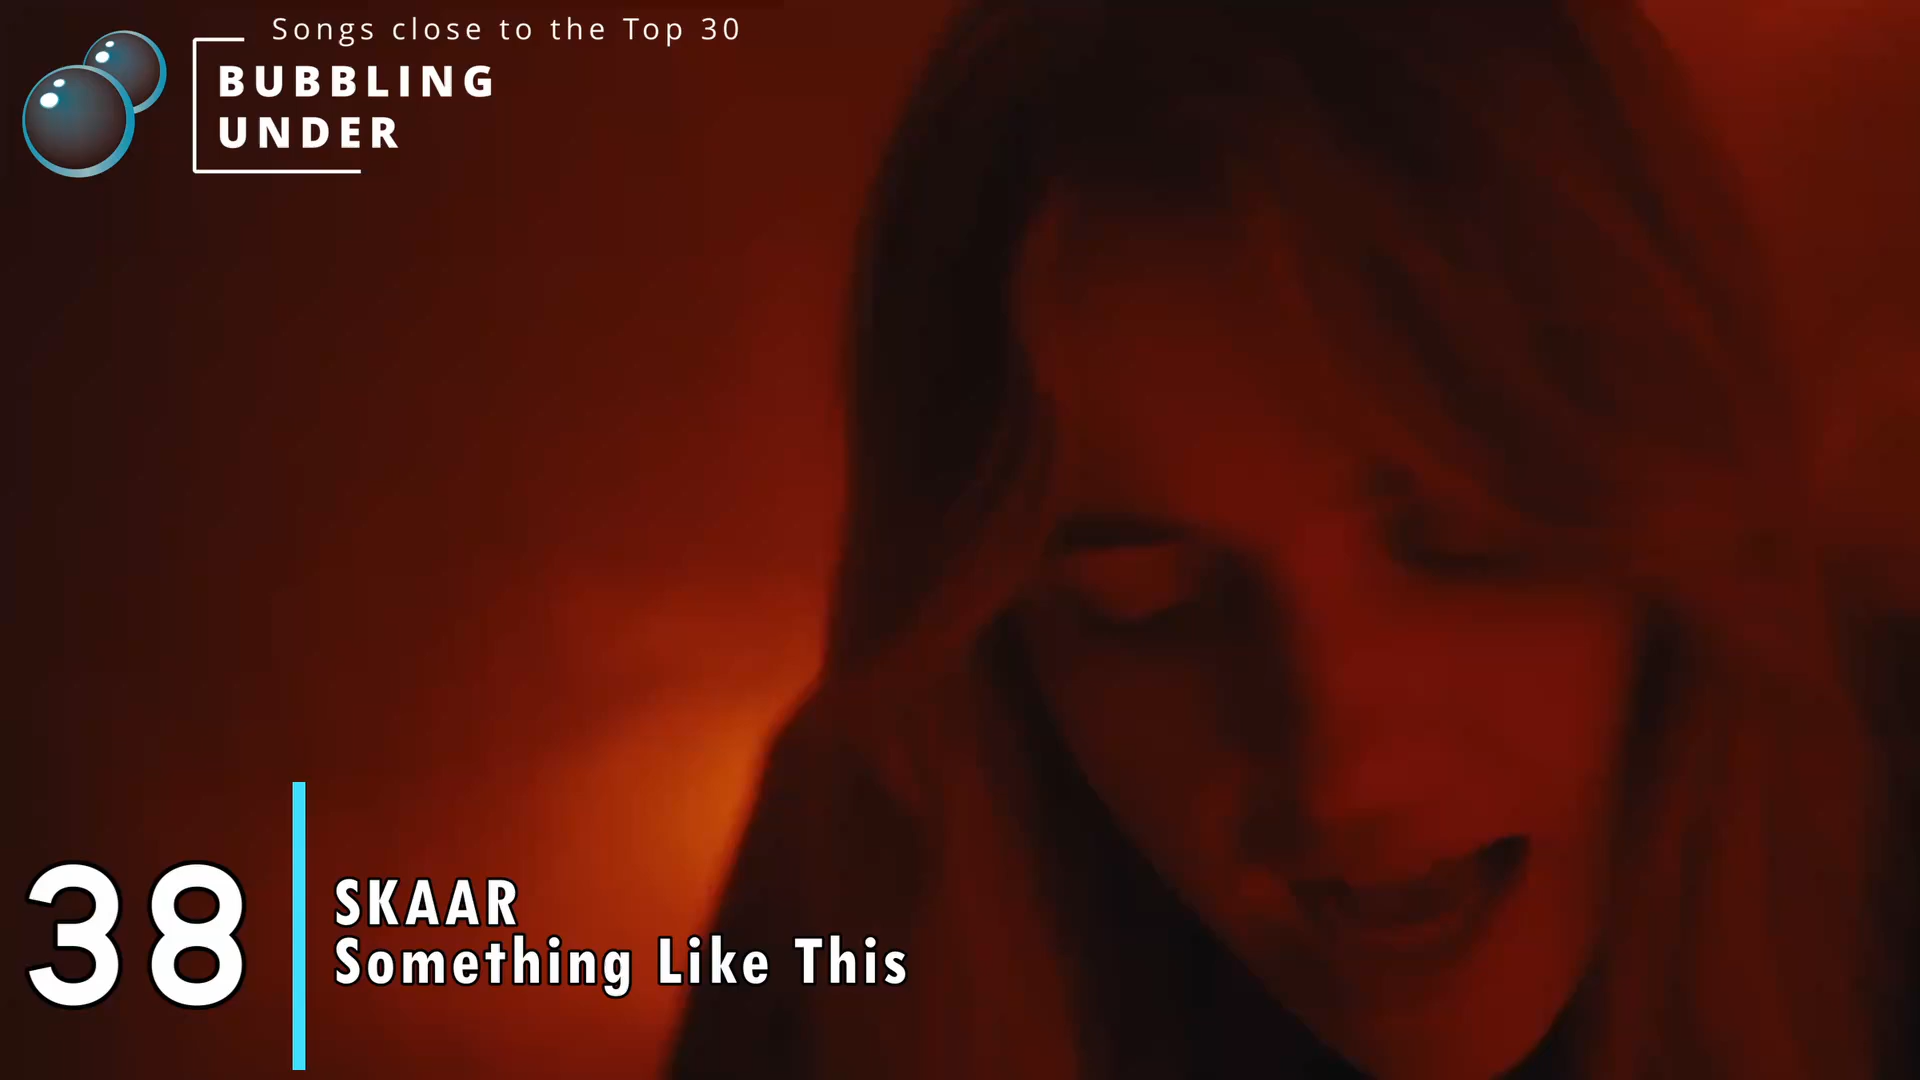 Songs close to the Top 30
BUBBLING
UNDER
38
SKAAR
Something Like This